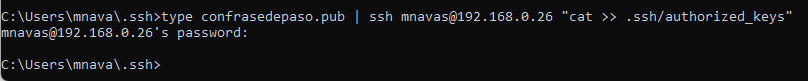 C:\Users\mnava\.ssh>type confrasedepaso.pub | ssh mnavas@192.168.0.26 "cat >> .ssh/authorized_keys"
mnavas@192.168.0.26's password:
C:\Users\mnava\.ssh>